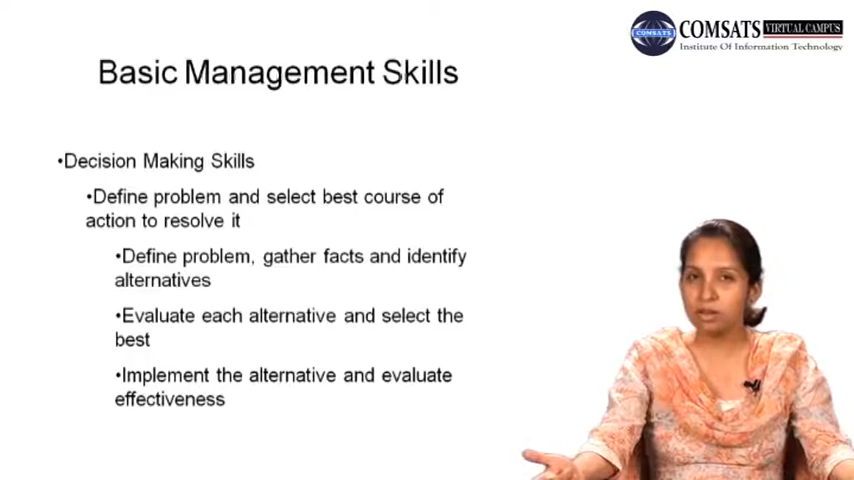 COMSATS VIRTUAL CAMPUS
COMSATS
Institute Of Information Technology
Basic Management Skills
•Decision Making Skills
•Define problem and select best course of
action to resolve it
•Define problem, gather facts and identify
alternatives
•Evaluate each alternative and select the
best
•Implement the alternative and evaluate
effectiveness